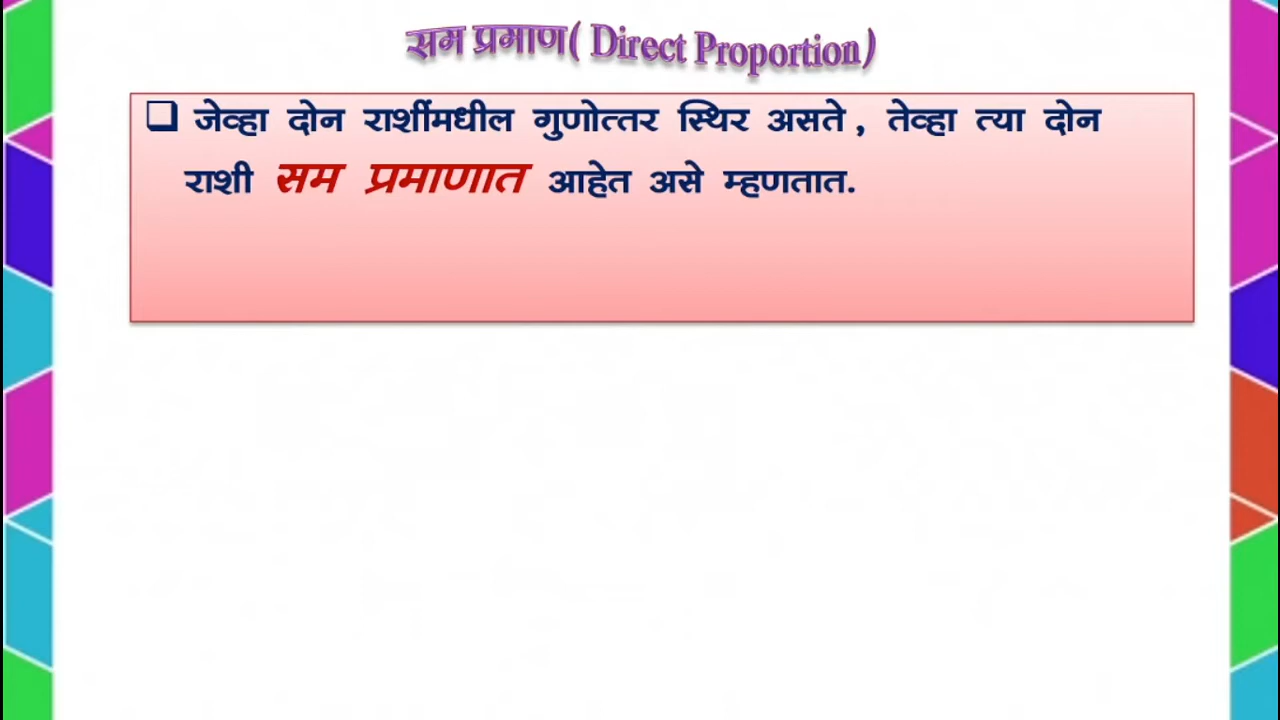 सम प्रमाण( Direct Proportion)
❑ जेव्हा दोन राशींमधील गुणोत्तर स्थिर असते, तेव्हा त्या दोन
राशी सम प्रमाणात आहेत असे म्हणतात.